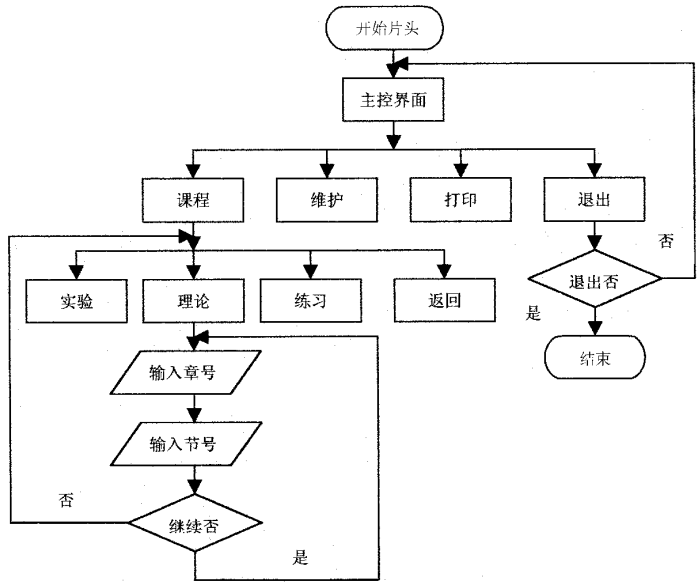 开始片头
主控界面
课程
维护
打印
退出
否
退出否
是
实验
理论
练习
返回
结束
输入章号
输入节号
否
继续否
是